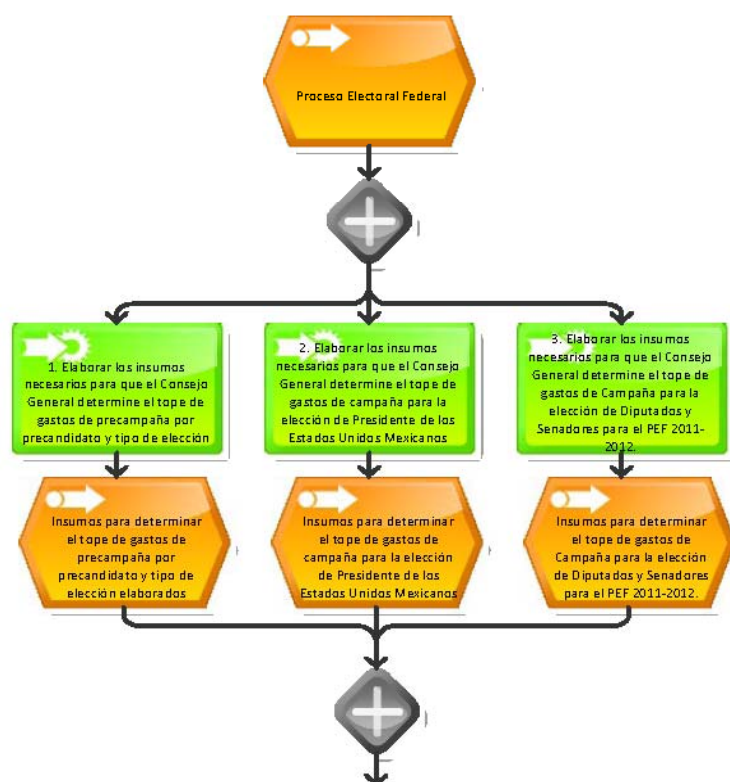 Proceso Electoral Federal
1. Elaborar los insumos
necesarios para que el Consejo
General determine el tope de
gastos de precampaña por
precandidato y tipo de elección
2. Elaborar los insumos
necesarios para que el Consejo
General determine el tope de
gastos de campaña para la
elección de Presidente de los
Estados Unidos Mexicanos
3. Elaborar los insumos
necesarios para que el Consejo
General determine el tope de
gastos de Campaña para la
elección de Diputados y
Senadores para el PEF 2011-
2012.
Insumos para determinar
el tope de gastos de
precampaña por
precandidato y tipo de
elección elaborados
Insumos para determinar
el tope de gastos de
campaña para la elección
de Presidente de los
Estados Unidos Mexicanos
Insumos para determinar
el tope de gastos de
Campaña para la elección
de Diputados y Senadores
para el PEF 2011-2012.